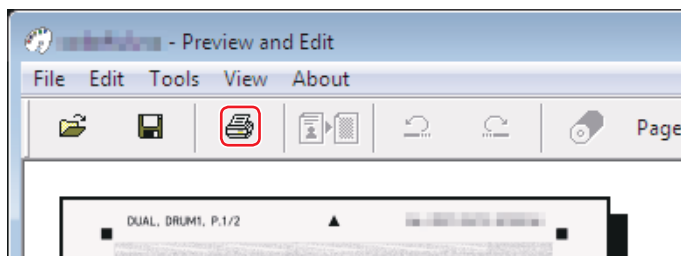 - Preview and Edit
File Edit Tools View About
Page
DUAL, DRUM1, P.1/2